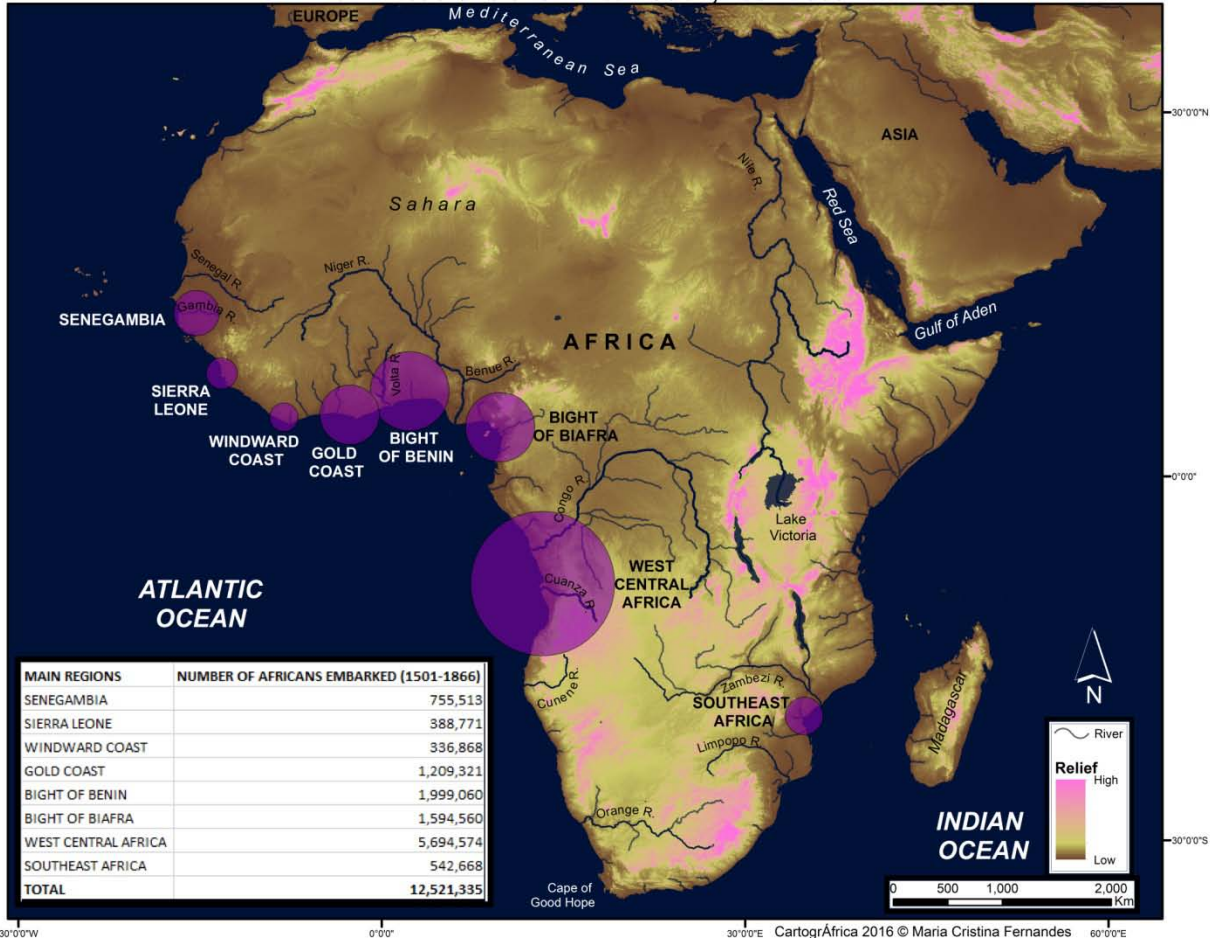 EUROPE
Mediterranean Sea
30°0'0"N
ASIA
Nile R.
Red Sea
Sahara
Senegal R.
Niger R.
Gambia R.
SENEGAMBIA
Gulf of Aden
AFRICA
Volta R.
Benue R.
SIERRA
LEONE
WINDWARD
COAST
GOLD
COAST
BIGHT
OF BENIN
BIGHT
OF BIAFRA
0°0'0"
Congo R.
Lake
Victoria
WEST
CENTRAL
AFRICA
Cuanza R.
ATLANTIC
OCEAN
Cunene R.
Zambezi R.
SOUTHEAST
AFRICA
Madagascar
N
Limpopo R.
Orange R.
INDIAN
OCEAN
30°0'0"S
Cape of
Good Hope
MAIN REGIONS NUMBER OF AFRICANS EMBARKED (1501-1866)
SENEGAMBIA 755,513
SIERRA LEONE 388,771
WINDWARD COAST 336,868
GOLD COAST 1,209,321
BIGHT OF BENIN 1,999,060
BIGHT OF BIAFRA 1,594,560
WEST CENTRAL AFRICA 5,694,574
SOUTHEAST AFRICA 542,668
TOTAL 12,521,335
River
Relief
High
Low
0 500 1,000 2,000
Km
30°0'0"W 0°0'0" 30°0'0"E 60°0'0"E
CartogrÁfrica 2016 © Maria Cristina Fernandes